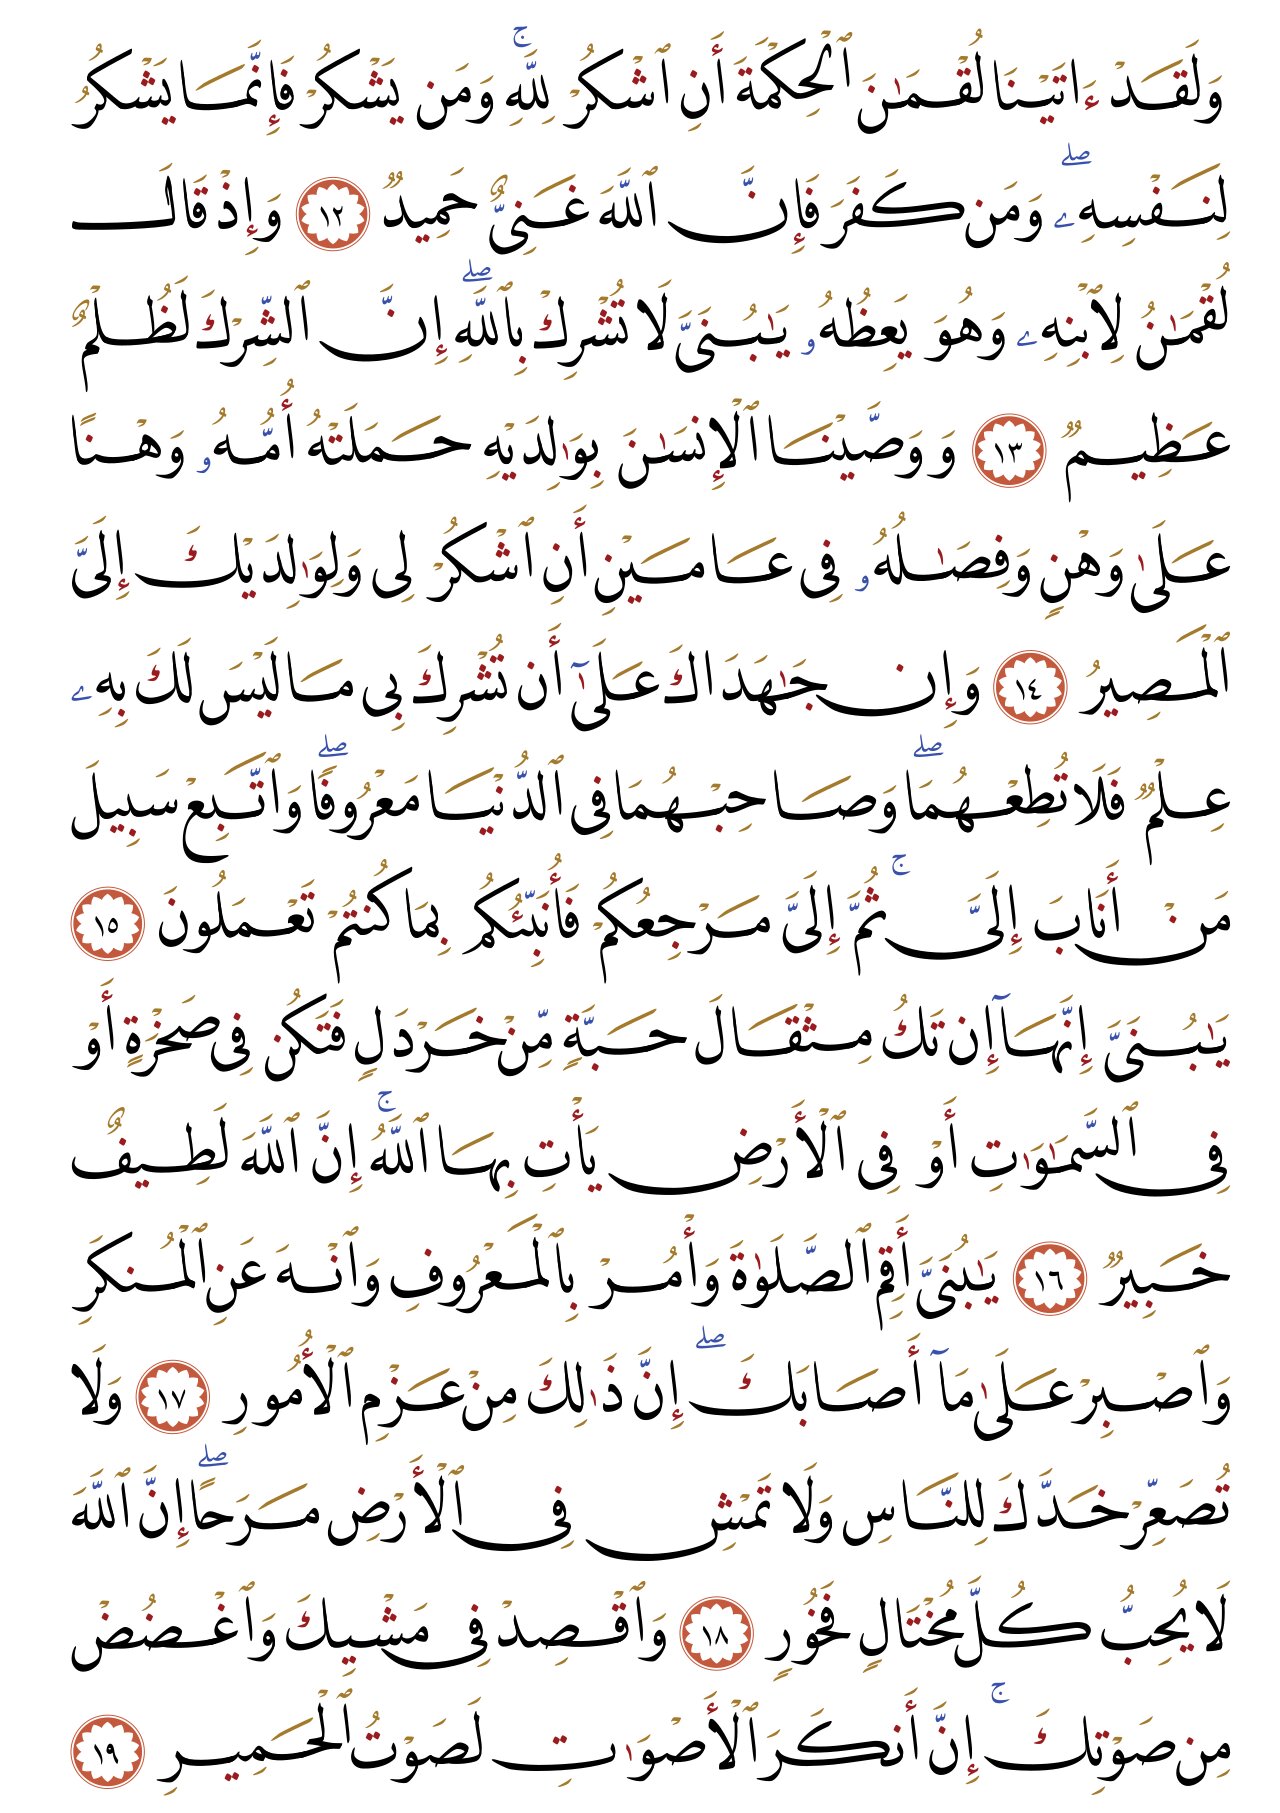 وَلَقَدْ ءَاتَيْنَا لُقْمَٰنَ ٱلْحِكْمَةَ أَنِ ٱشْكُرْ لِلَّهِ ۚ وَمَن يَشْكُرْ فَإِنَّمَا يَشْكُرُ
لِنَفْسِهِۦ ۖ وَمَن كَفَرَ فَإِنَّ ٱللَّهَ غَنِىٌّ حَمِيدٌ ١٢ وَإِذْ قَالَ
لُقْمَٰنُ لِٱبْنِهِۦ وَهُوَ يَعِظُهُۥ يَٰبُنَىَّ لَا تُشْرِكْ بِٱللَّهِ ۖ إِنَّ ٱلشِّرْكَ لَظُلْمٌ
عَظِيمٌ ١٣ وَوَصَّيْنَا ٱلْإِنسَٰنَ بِوَٰلِدَيْهِ حَمَلَتْهُ أُمُّهُۥ وَهْنًا
عَلَىٰ وَهْنٍ وَفِصَٰلُهُۥ فِى عَامَيْنِ أَنِ ٱشْكُرْ لِى وَلِوَٰلِدَيْكَ إِلَىَّ
ٱلْمَصِيرُ ١٤ وَإِن جَٰهَدَاكَ عَلَىٰٓ أَن تُشْرِكَ بِى مَا لَيْسَ لَكَ بِهِۦ
عِلْمٌ فَلَا تُطِعْهُمَا ۖ وَصَاحِبْهُمَا فِى ٱلدُّنْيَا مَعْرُوفًا ۖ وَٱتَّبِعْ سَبِيلَ
مَنْ أَنَابَ إِلَىَّ ۚ ثُمَّ إِلَىَّ مَرْجِعُكُمْ فَأُنَبِّئُكُم بِمَا كُنتُمْ تَعْمَلُونَ ١٥
يَٰبُنَىَّ إِنَّهَآ إِن تَكُ مِثْقَالَ حَبَّةٍ مِّنْ خَرْدَلٍ فَتَكُن فِى صَخْرَةٍ أَوْ
فِى ٱلسَّمَٰوَٰتِ أَوْ فِى ٱلْأَرْضِ يَأْتِ بِهَا ٱللَّهُ ۚ إِنَّ ٱللَّهَ لَطِيفٌ
خَبِيرٌ ١٦ يَٰبُنَىَّ أَقِمِ ٱلصَّلَوٰةَ وَأْمُرْ بِٱلْمَعْرُوفِ وَٱنْهَ عَنِ ٱلْمُنكَرِ
وَٱصْبِرْ عَلَىٰ مَآ أَصَابَكَ ۖ إِنَّ ذَٰلِكَ مِنْ عَزْمِ ٱلْأُمُورِ ١٧ وَلَا
تُصَعِّرْ خَدَّكَ لِلنَّاسِ وَلَا تَمْشِ فِى ٱلْأَرْضِ مَرَحًا ۖ إِنَّ ٱللَّهَ
لَا يُحِبُّ كُلَّ مُخْتَالٍ فَخُورٍ ١٨ وَٱقْصِدْ فِى مَشْيِكَ وَٱغْضُضْ
مِن صَوْتِكَ ۚ إِنَّ أَنكَرَ ٱلْأَصْوَٰتِ لَصَوْتُ ٱلْحَمِيرِ ١٩